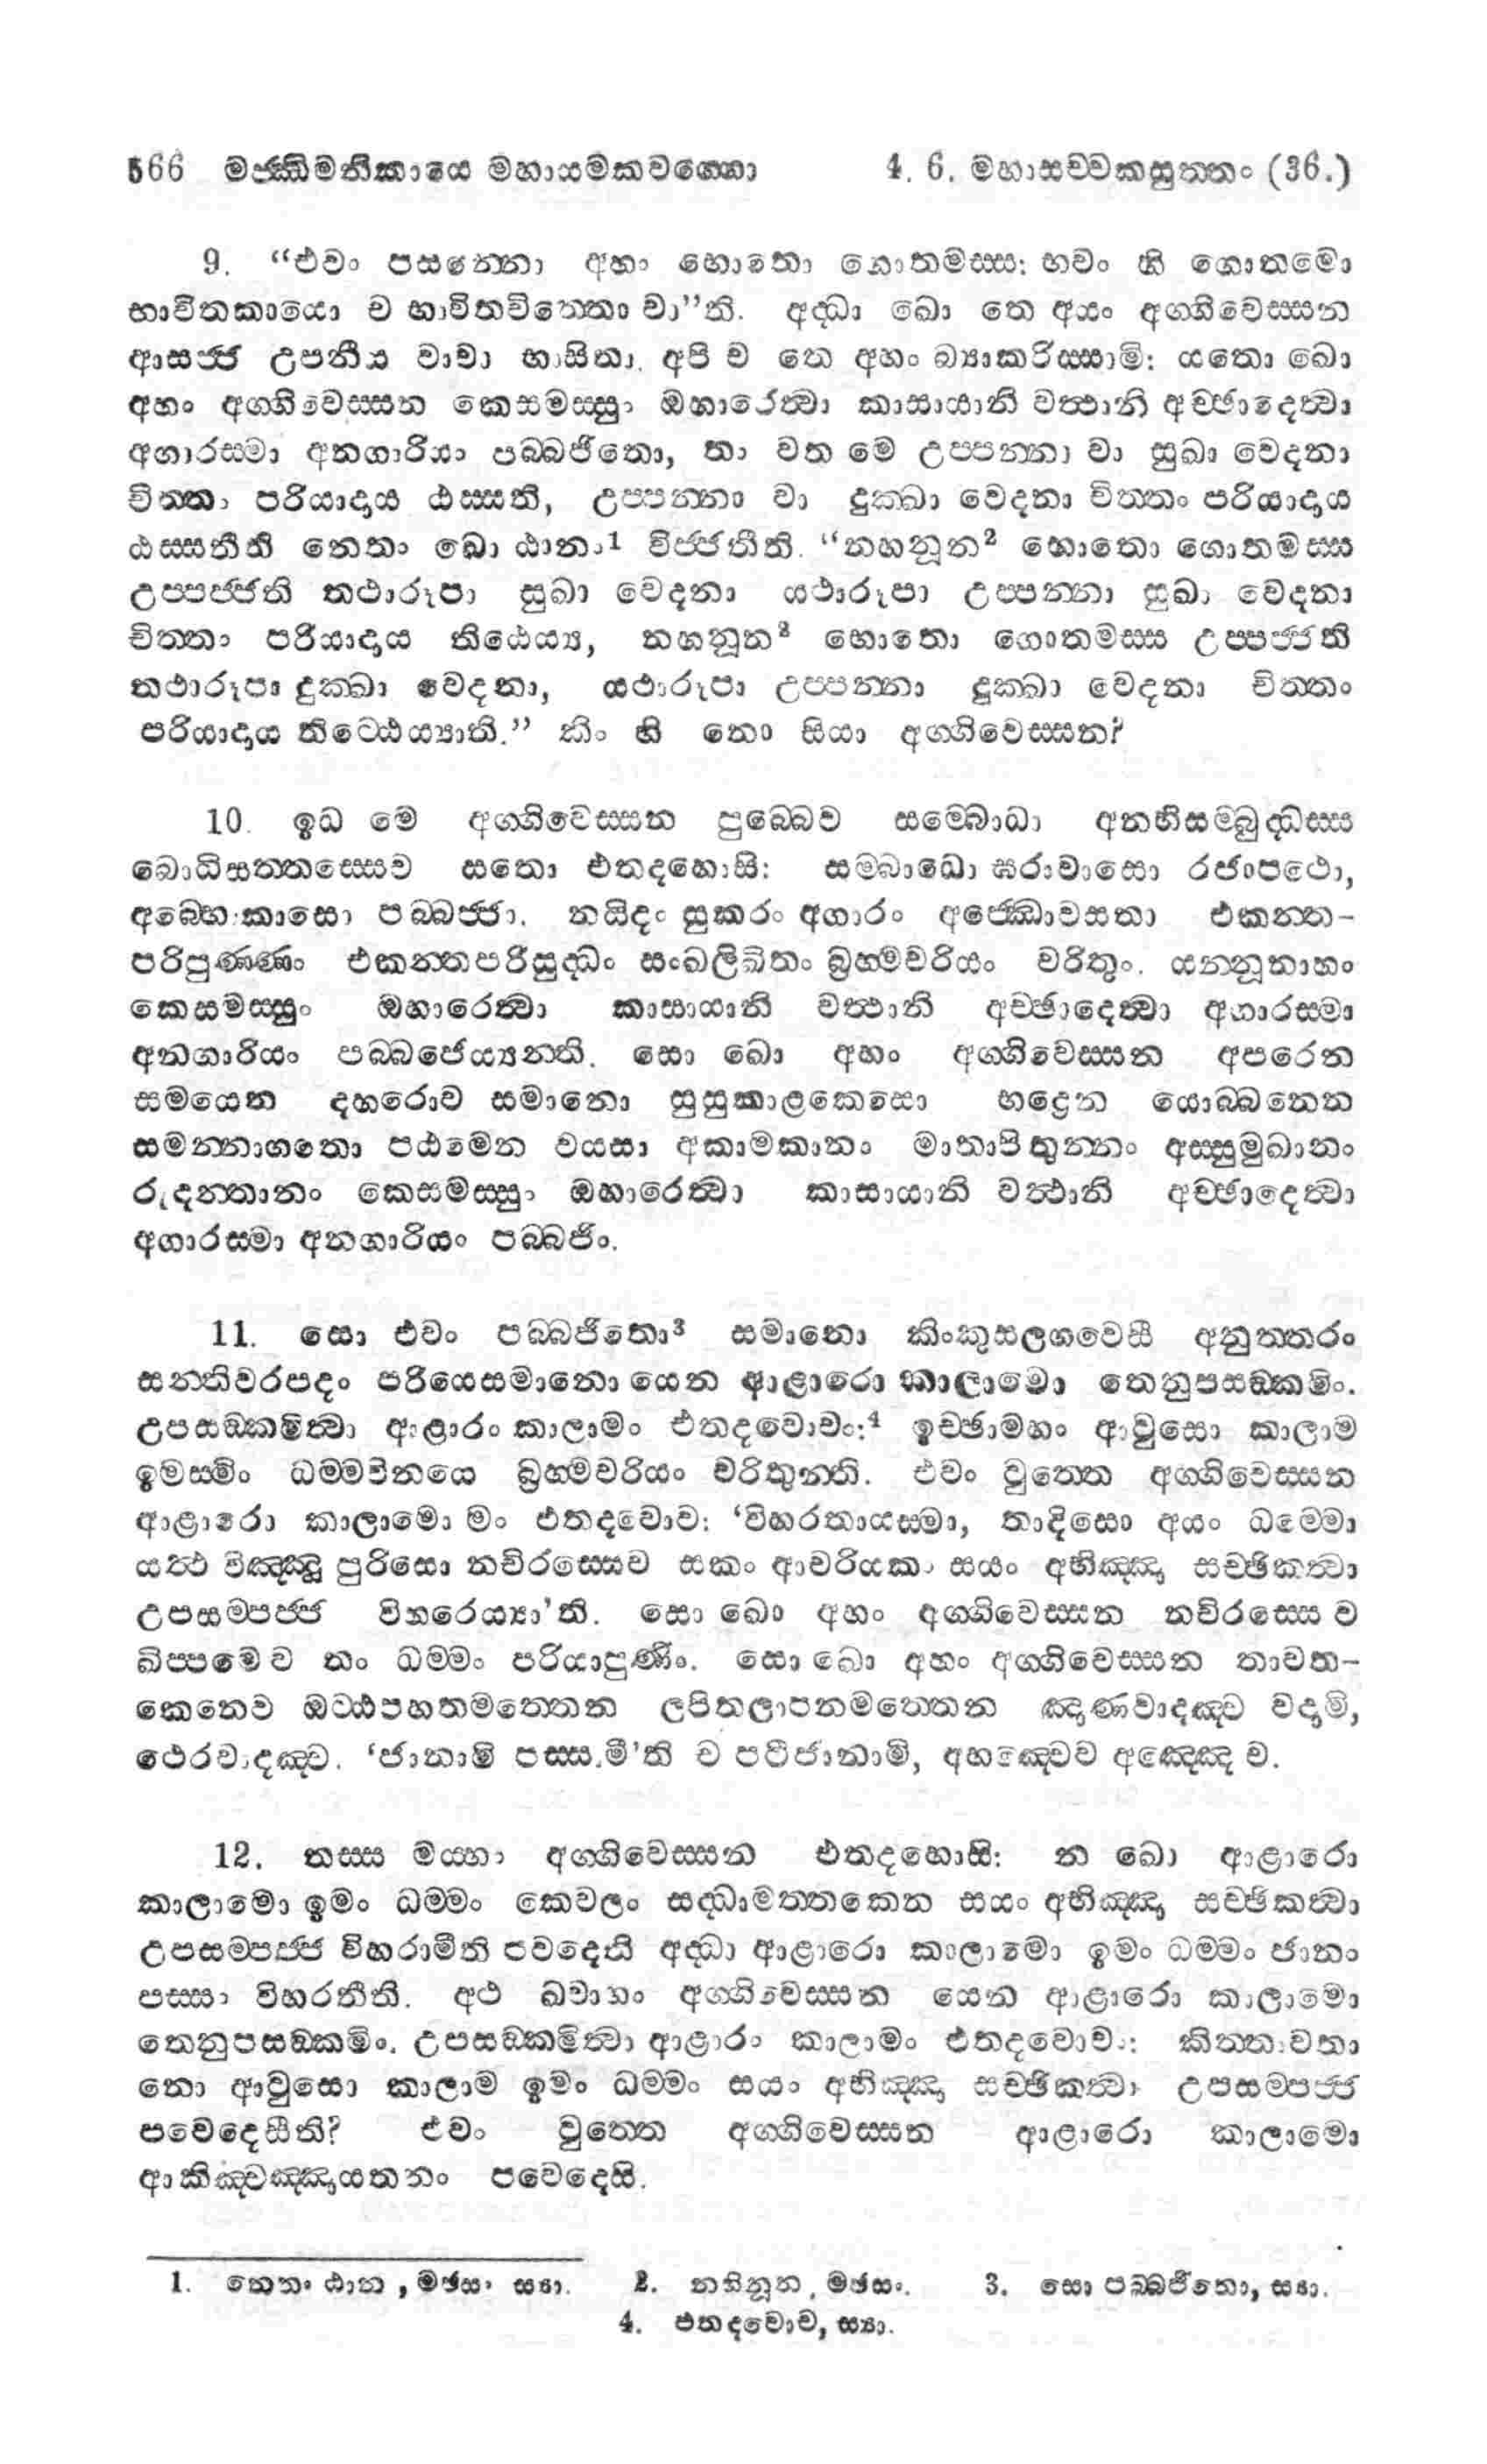 566 මජ්ඣිමනිකායෙ මහායමකවග්ගො 4. 6. මහාසච්චකසුත්තං (36.)
9. “එවං පසන්නො අහං භොතො ගොතමස්ස: භවං හි ගොතමො
භාවිතකායො ච භාවිතචිත්තො චා”ති. අද්ධා ඛො තෙ අයං අග්ගිවෙස්සන
ආසජ්ජ උපනීය වාචා භාසිතා. අපි ච තෙ අහං බ්‍යාකරිස්සාමි: යතො ඛො
අහං අග්ගිවෙස්සන කෙසමස්සුං ඔහාරෙත්‍වා කාසායානි වත්‍ථානි අච්ඡාදෙත්‍වා
අගාරස්මා අනගාරියං පබ්බජිතො, තං වත මෙ උප්පන්නා වා සුඛා වෙදනා
චිත්තං පරියාදාය ඨස්සති, උප්පන්නා වා දුක්ඛා වෙදනා චිත්තං පරියාදාය
ඨස්සතීති නෙතං ඛො ඨානං1 විජ්ජතීති. “නහනූන2 භොතො ගොතමස්ස
උප්පජ්ජති තථාරූපා සුඛා වෙදනා යථාරූපා උප්පන්නා සුඛා වෙදනා
චිත්තං පරියාදාය තිඨෙය්‍ය, නහනූන2 භොතො ගොතමස්ස උප්පජ්ජති
තථාරූපා දුක්ඛා වෙදනා, යථාරූපා උප්පන්නා දුක්ඛා වෙදනා චිත්තං
පරියාදාය තිට්ඨෙය්‍යාති.” කිං හි නො සියා අග්ගිවෙස්සන?
10. ඉධ මෙ අග්ගිවෙස්සන පුබ්බෙව සම්බොධා අනභිසම්බුද්ධස්ස
බොධිසත්තස්සෙව සතො එතදහොසි: සම්බාධො ඝරාවාසො රජාපථො,
අබ්භොකාසො පබ්බජ්ජා. නයිදං සුකරං අගාරං අජ්ඣාවසතා එකන්ත-
පරිපුණ්ණං එකන්තපරිසුද්ධං සංඛලිඛිතං බ්‍රහ්මචරියං චරිතුං. යන්නූනාහං
කෙසමස්සුං ඔහාරෙත්‍වා කාසායානි වත්‍ථානි අච්ඡාදෙත්‍වා අගාරස්මා
අනගාරියං පබ්බජෙය්‍යන්ති. සො ඛො අහං අග්ගිවෙස්සන අපරෙන
සමයෙන දහරොව සමානො සුසුකාළකෙසො භද්‍රෙන යොබ්බනෙන
සමන්නාගතො පඨමෙන වයසා අකාමකානං මාතාපිතුන්නං අස්සුමුඛානං
රුදන්තානං කෙසමස්සුං ඔහාරෙත්‍වා කාසායානි වත්‍ථානි අච්ඡාදෙත්‍වා
අගාරස්මා අනගාරියං පබ්බජිං.
11. සො එවං පබ්බජිතො3 සමානො කිංකුසලගවෙසී අනුත්තරං
සන්තිවරපදං පරියෙසමානො යෙන ආළාරො කාලාමො තෙනුපසඞ්කමිං.
උපසඞ්කමිත්‍වා ආළාරං කාලාමං එතදවොචං:4 ඉච්ඡාමහං ආවුසො කාලාම
ඉමස්මිං ධම්මවිනයෙ බ්‍රහ්මචරියං චරිතුන්ති. එවං වුත්තෙ අග්ගිවෙස්සන
ආළාරො කාලාමො මං එතදවොච: ‘විහරතායස්මා, තාදිසො අයං ධම්මො
යත්‍ථ විඤ්ඤූ පුරිසො නචිරස්සෙව සකං ආචරියකං සයං අභිඤ්ඤා සච්ඡිකත්‍වා
උපසම්පජ්ජ විහරෙය්‍යා’ති. සො ඛො අහං අග්ගිවෙස්සන නචිරස්සෙව
ඛිප්පමෙව තං ධම්මං පරියාපුණිං. සො ඛො අහං අග්ගිවෙස්සන තාවත-
කෙනෙව ඔට්ඨපහතමත්තෙන ලපිතලාපනමත්තෙන ඤාණවාදඤ්ච වදාමි,
ථෙරවාදඤ්ච. ‘ජානාමි පස්සාමී’ති ච පටිජානාමි, අහඤ්චෙව අඤ්ඤෙ ච.
12. තස්ස මය්හං අග්ගිවෙස්සන එතදහොසි: න ඛො ආළාරො
කාලාමො ඉමං ධම්මං කෙවලං සද්ධාමත්තකෙන සයං අභිඤ්ඤා සච්ඡිකත්‍වා
උපසම්පජ්ජ විහරාමීති පවදෙති අද්ධා ආළාරො කාලාමො ඉමං ධම්මං ජානං
පස්සං විහරතීති. අථ ඛ්වාහං අග්ගිවෙස්සන යෙන ආළාරො කාලාමො
තෙනුපසඞ්කමිං. උපසඞ්කමිත්‍වා ආළාරං කාලාමං එතදවොචං: කිත්තාවතා
නො ආවුසො කාලාම ඉමං ධම්මං සයං අභිඤ්ඤා සච්ඡිකත්‍වා උපසම්පජ්ජ
පවෙදෙසීති? එවං වුත්තෙ අග්ගිවෙස්සන ආළාරො කාලාමො
ආකිඤ්චඤ්ඤායතනං පවෙදෙසි.
1. නෙතං ඨානං, මඡසං ස්‍යා. 2. නහිනූන, මඡසං. 3. සො පබ්බජිතො, ස්‍යා.
4. එතදවොච, ස්‍යා.